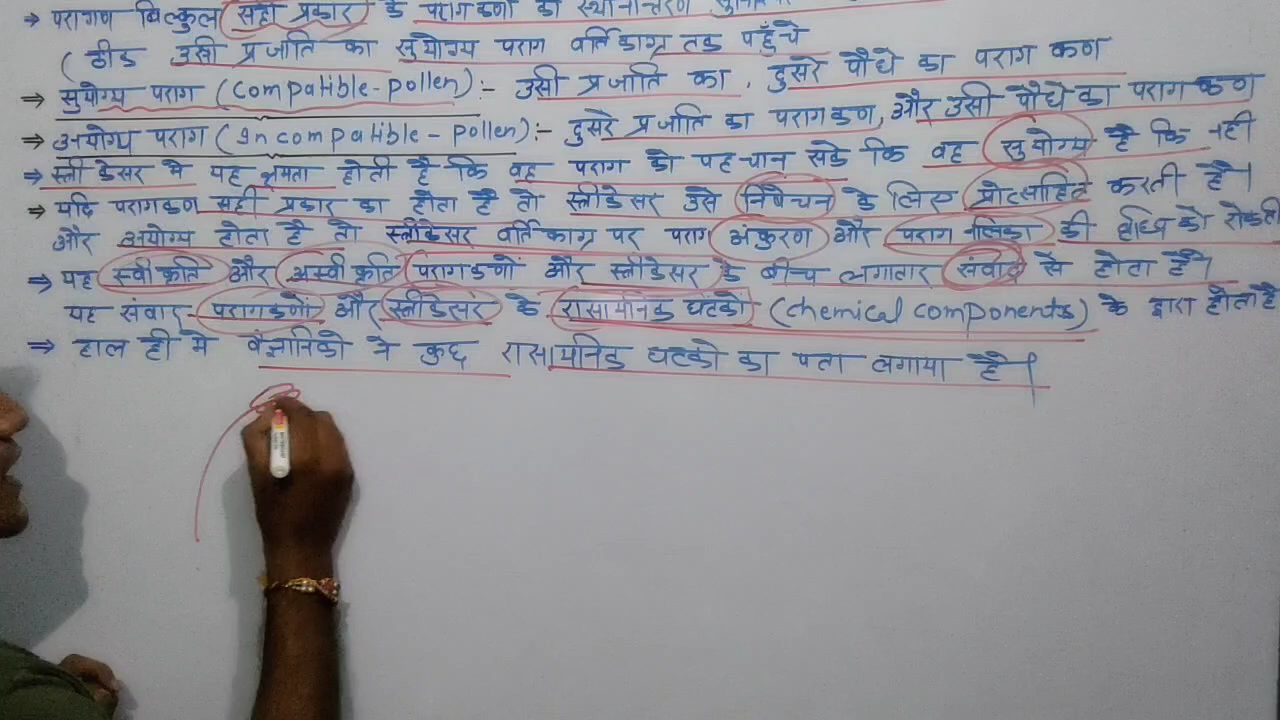 → परागण बिल्कुल सही प्रकार के परागकणों का स्थानान्तरण
( ठीक उसी प्रजाति का सुयोग्य पराग वर्तिकाग्र तक पहुँचे
⇒ सुयोग्य पराग (Compatible-pollen) :- उसी प्रजाति का, दुसरे पौधे का पराग कण
⇒ अयोग्य पराग (Incompatible - pollen) :- दुसरे प्रजाति का परागकण, और उसी पौधे का परागकण
⇒ स्त्रीकेसर मे यह क्षमता होती है कि वह पराग को पहचान सके कि वह सुयोग्य है कि नही
⇒ यदि परागकण सही प्रकार का होता है तो स्त्रीकेसर उसे निषेचन के लिए प्रोत्साहित करती है।
और अयोग्य होता है तो स्त्रीकेसर वर्तिकाग्र पर पराग अंकुरण और पराग नलिका की वृध्दि को रोकती
⇒ यह स्वीकृति और अस्वीकृति परागकणों और स्त्रीकेसर के बीच लगातार संवाद से होता है।
यह संवाद परागकणों और स्त्रीकेसर के रासायनिक घटको (chemical components) के द्वारा होता है
⇒ हाल ही मे वैज्ञानिको ने कुछ रासायनिक घटको का पता लगाया है।